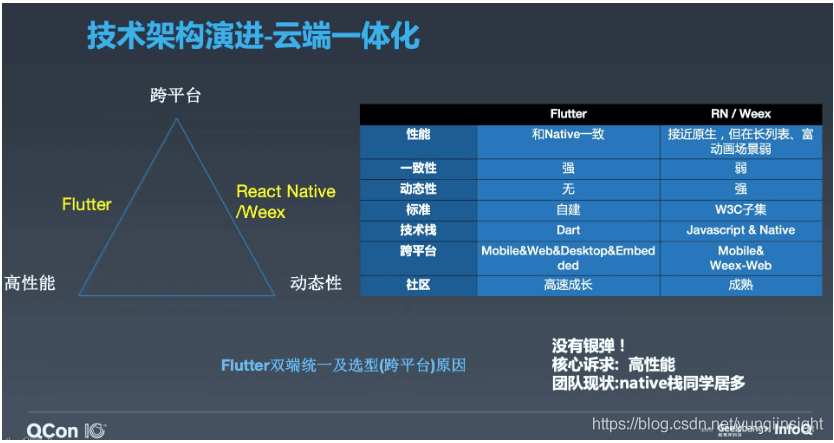 技术架构演进-云端一体化
跨平台
Flutter
React Native
/Weex
高性能
动态性
Flutter RN / Weex
性能 和Native一致 接近原生，但在长列表、富
动画场景弱
一致性 强 弱
动态性 无 强
标准 自建 W3C子集
技术栈 Dart Javascript & Native
跨平台 Mobile&Web&Desktop&Embed
ded Mobile&
Weex-Web
社区 高速成长 成熟
Flutter双端统一及选型(跨平台)原因
没有银弹！
核心诉求: 高性能
团队现状:native栈同学居多
QCon 10
https://blog.csdn.net/yunqiinsight
Geekbang>. InfoQ